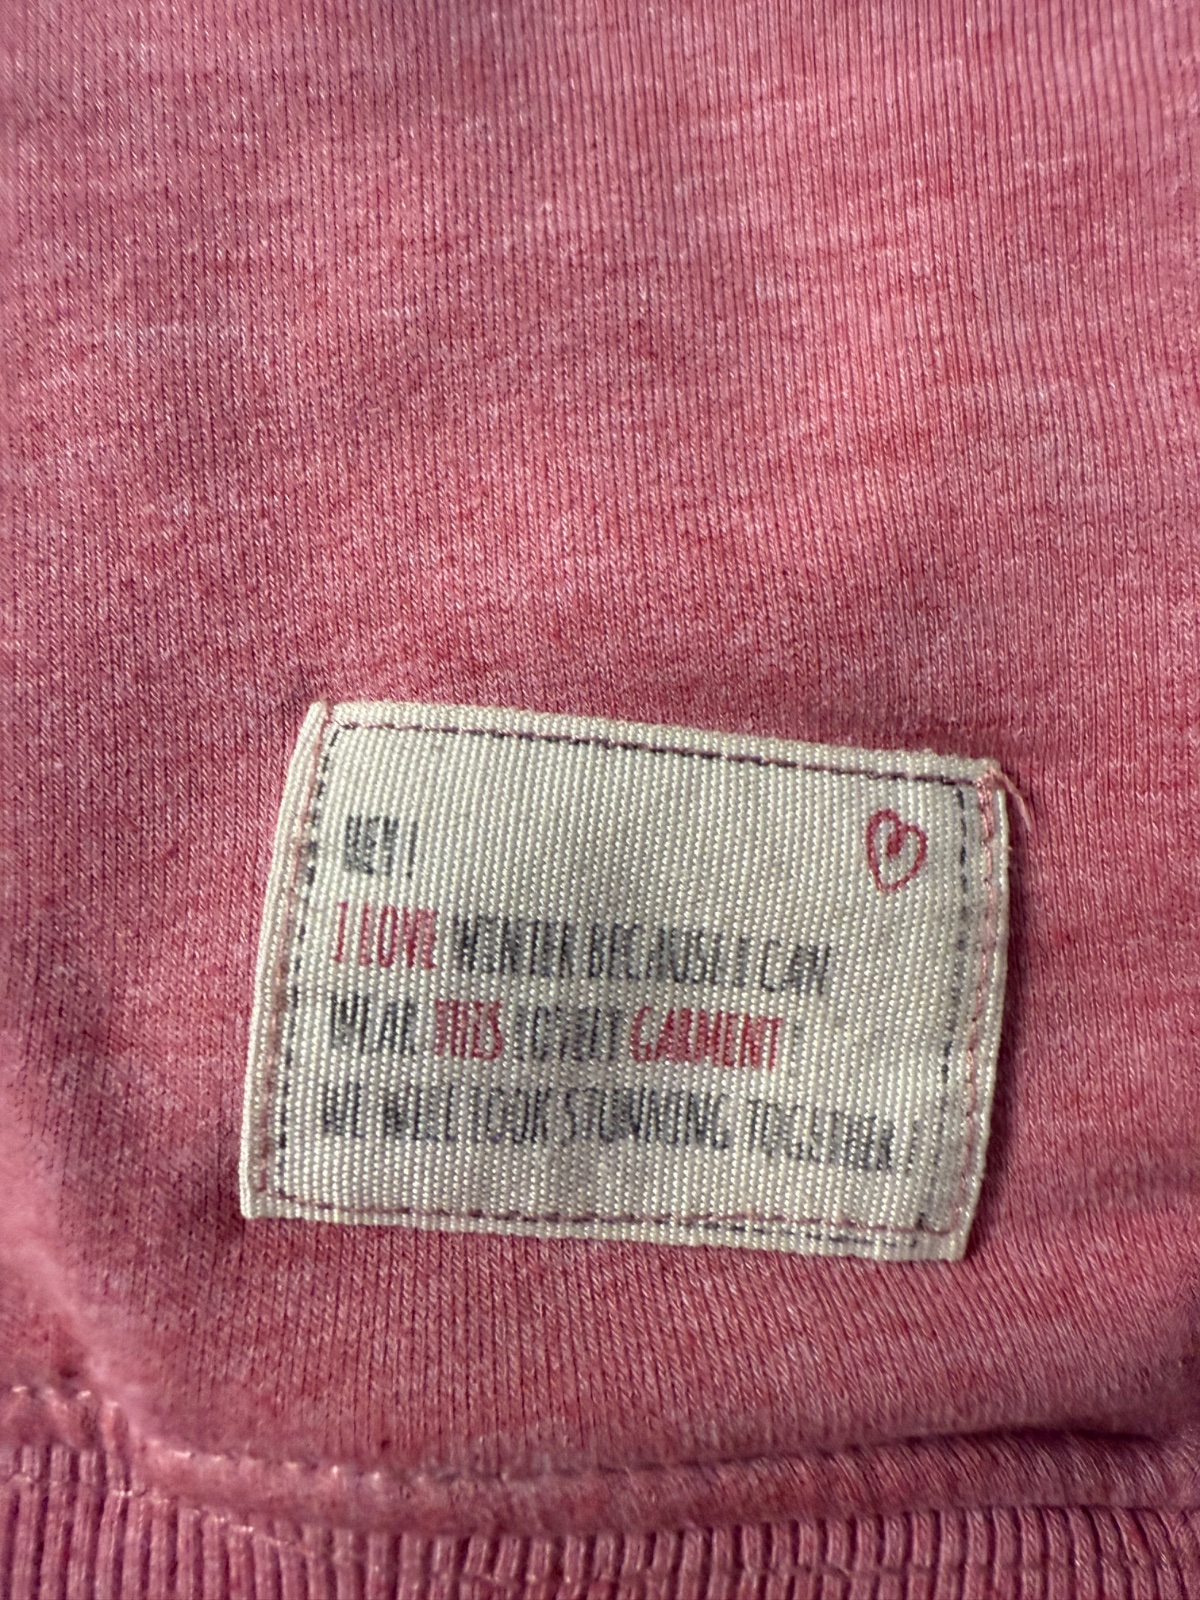 HEY!
I LOVE WINTER BECAUSE I CAN
WEAR THIS LOVELY GARMENT !
WE WILL LOOK STUNNING TOGETHER!